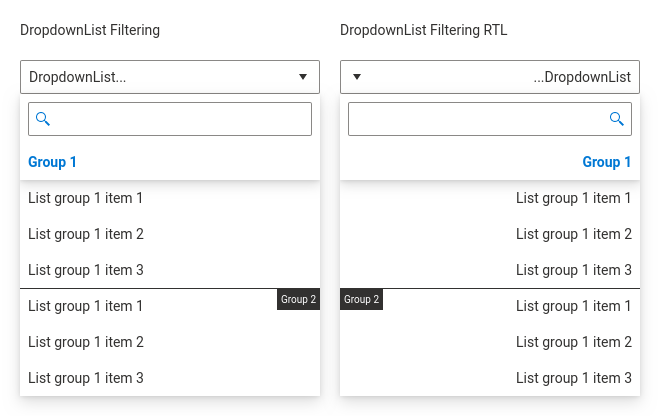 DropdownList Filtering
DropdownList...
Group 1
List group 1 item 1
List group 1 item 2
List group 1 item 3
Group 2
List group 1 item 1
List group 1 item 2
List group 1 item 3
DropdownList Filtering RTL
...DropdownList
Group 1
List group 1 item 1
List group 1 item 2
List group 1 item 3
Group 2
List group 1 item 1
List group 1 item 2
List group 1 item 3